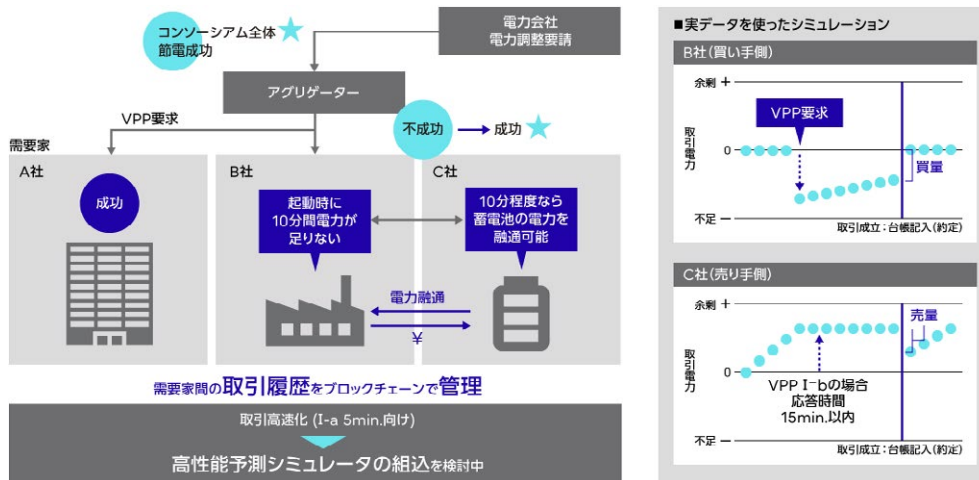 コンソーシアム全体
節電成功
電力会社
電力調整要請
アグリゲーター
VPP要求
不成功
成功
需要家
A社
成功
B社
起動時に
10分間電力が
足りない
C社
10分程度なら
蓄電池の電力を
融通可能
電力融通
¥
需要家間の取引履歴をブロックチェーンで管理
取引高速化 (I-a 5min.向け)
高性能予測シミュレータの組込を検討中
■実データを使ったシミュレーション
B社(買い手側)
余剰 +
VPP要求
取引電力
0
買量
不足 −
取引成立:台帳記入(約定)
C社(売り手側)
余剰 +
売量
取引電力
0
VPP I-bの場合
応答時間
15min.以内
不足 −
取引成立:台帳記入(約定)